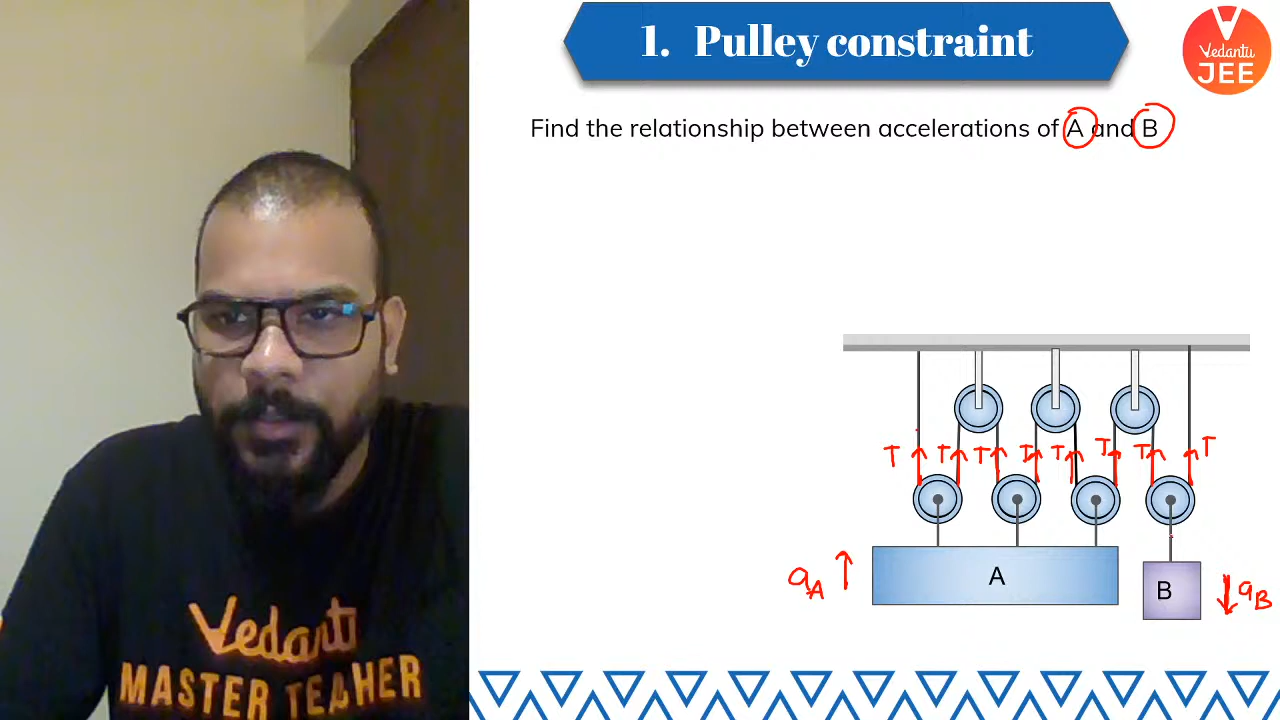 1. Pulley constraint
Vedantu
JEE
Find the relationship between accelerations of A and B
T T T T T T T T
a_A
A
B
a_B
Vedantu
MASTER TEACHER